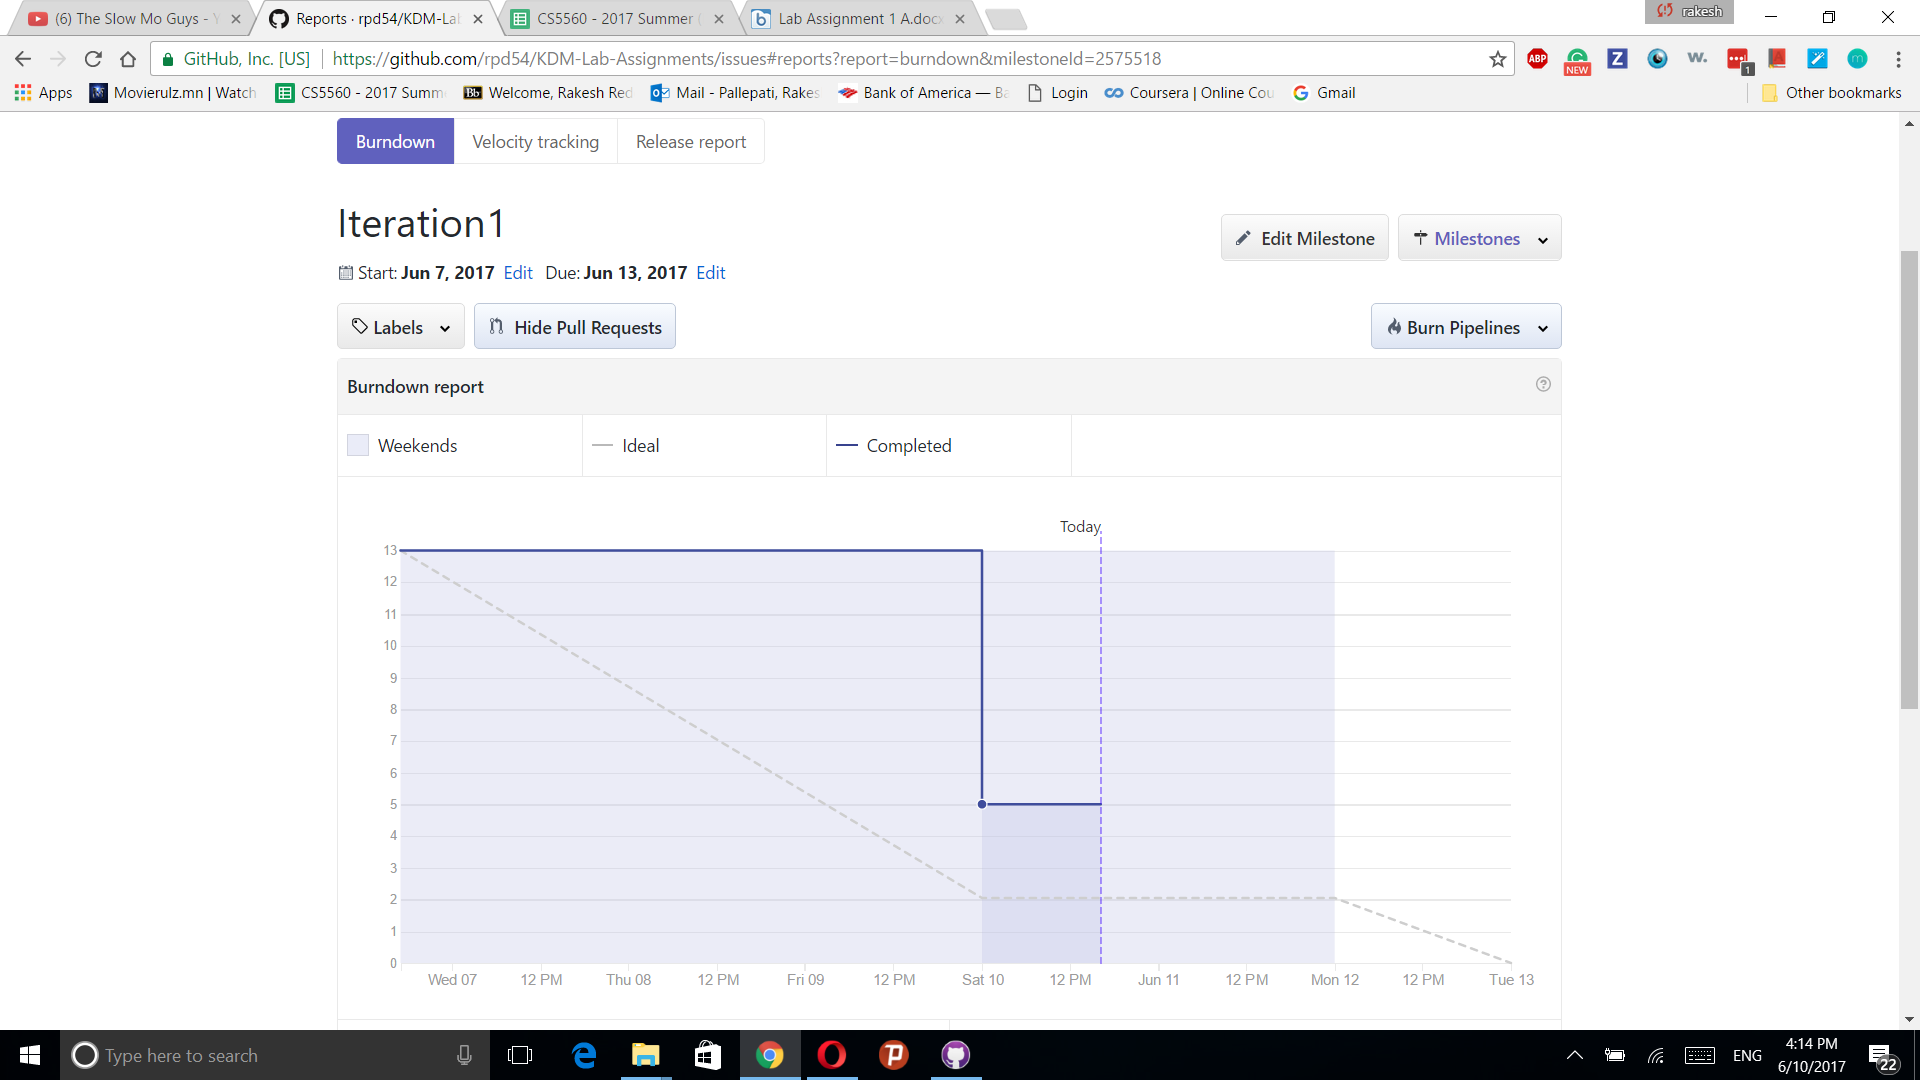 (6) The Slow Mo Guys - Y
Reports · rpd54/KDM-La
CS5560 - 2017 Summer
Lab Assignment 1 A.docx
rakesh
GitHub, Inc. [US] https://github.com/rpd54/KDM-Lab-Assignments/issues#reports?report=burndown&milestoneId=2575518
ABP
NEW
Z
w.
1
m
Apps
Movierulz.mn | Watch
CS5560 - 2017 Summ
Bb
Welcome, Rakesh Red
Mail - Pallepati, Rakes
Bank of America — Ba
Login
Coursera | Online Cou
Gmail
Other bookmarks
Burndown
Velocity tracking
Release report
Iteration1
Edit Milestone
Milestones
Start: Jun 7, 2017 Edit Due: Jun 13, 2017 Edit
Labels
Hide Pull Requests
Burn Pipelines
Burndown report
?
Weekends
Ideal
Completed
Today
13
12
11
10
9
8
7
6
5
4
3
2
1
0
Wed 07 12 PM Thu 08 12 PM Fri 09 12 PM Sat 10 12 PM Jun 11 12 PM Mon 12 12 PM Tue 13
Type here to search
ENG
4:14 PM
6/10/2017
22